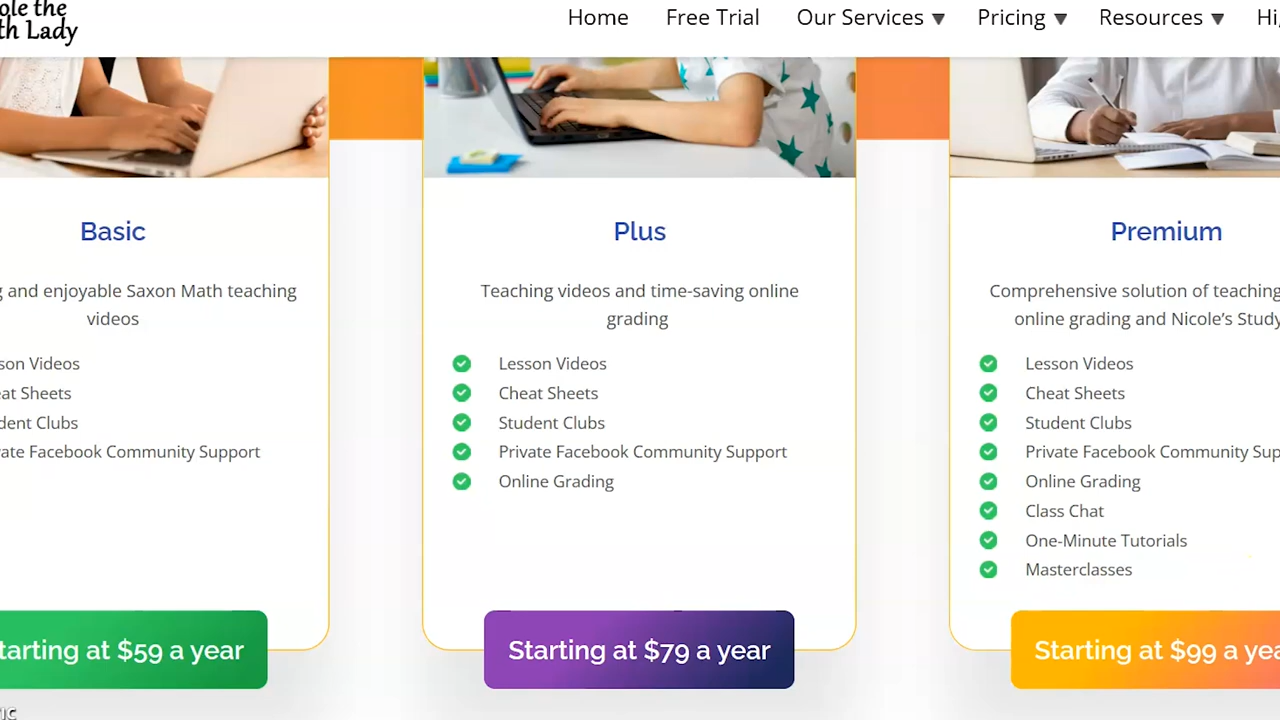 ole the
th Lady
Home Free Trial Our Services Pricing Resources Hi
Basic
g and enjoyable Saxon Math teaching
videos
son Videos
eat Sheets
dent Clubs
vate Facebook Community Support
tarting at $59 a year
Plus
Teaching videos and time-saving online
grading
Lesson Videos
Cheat Sheets
Student Clubs
Private Facebook Community Support
Online Grading
Starting at $79 a year
Premium
Comprehensive solution of teaching
online grading and Nicole's Study
Lesson Videos
Cheat Sheets
Student Clubs
Private Facebook Community Sup
Online Grading
Class Chat
One-Minute Tutorials
Masterclasses
Starting at $99 a yea
IC